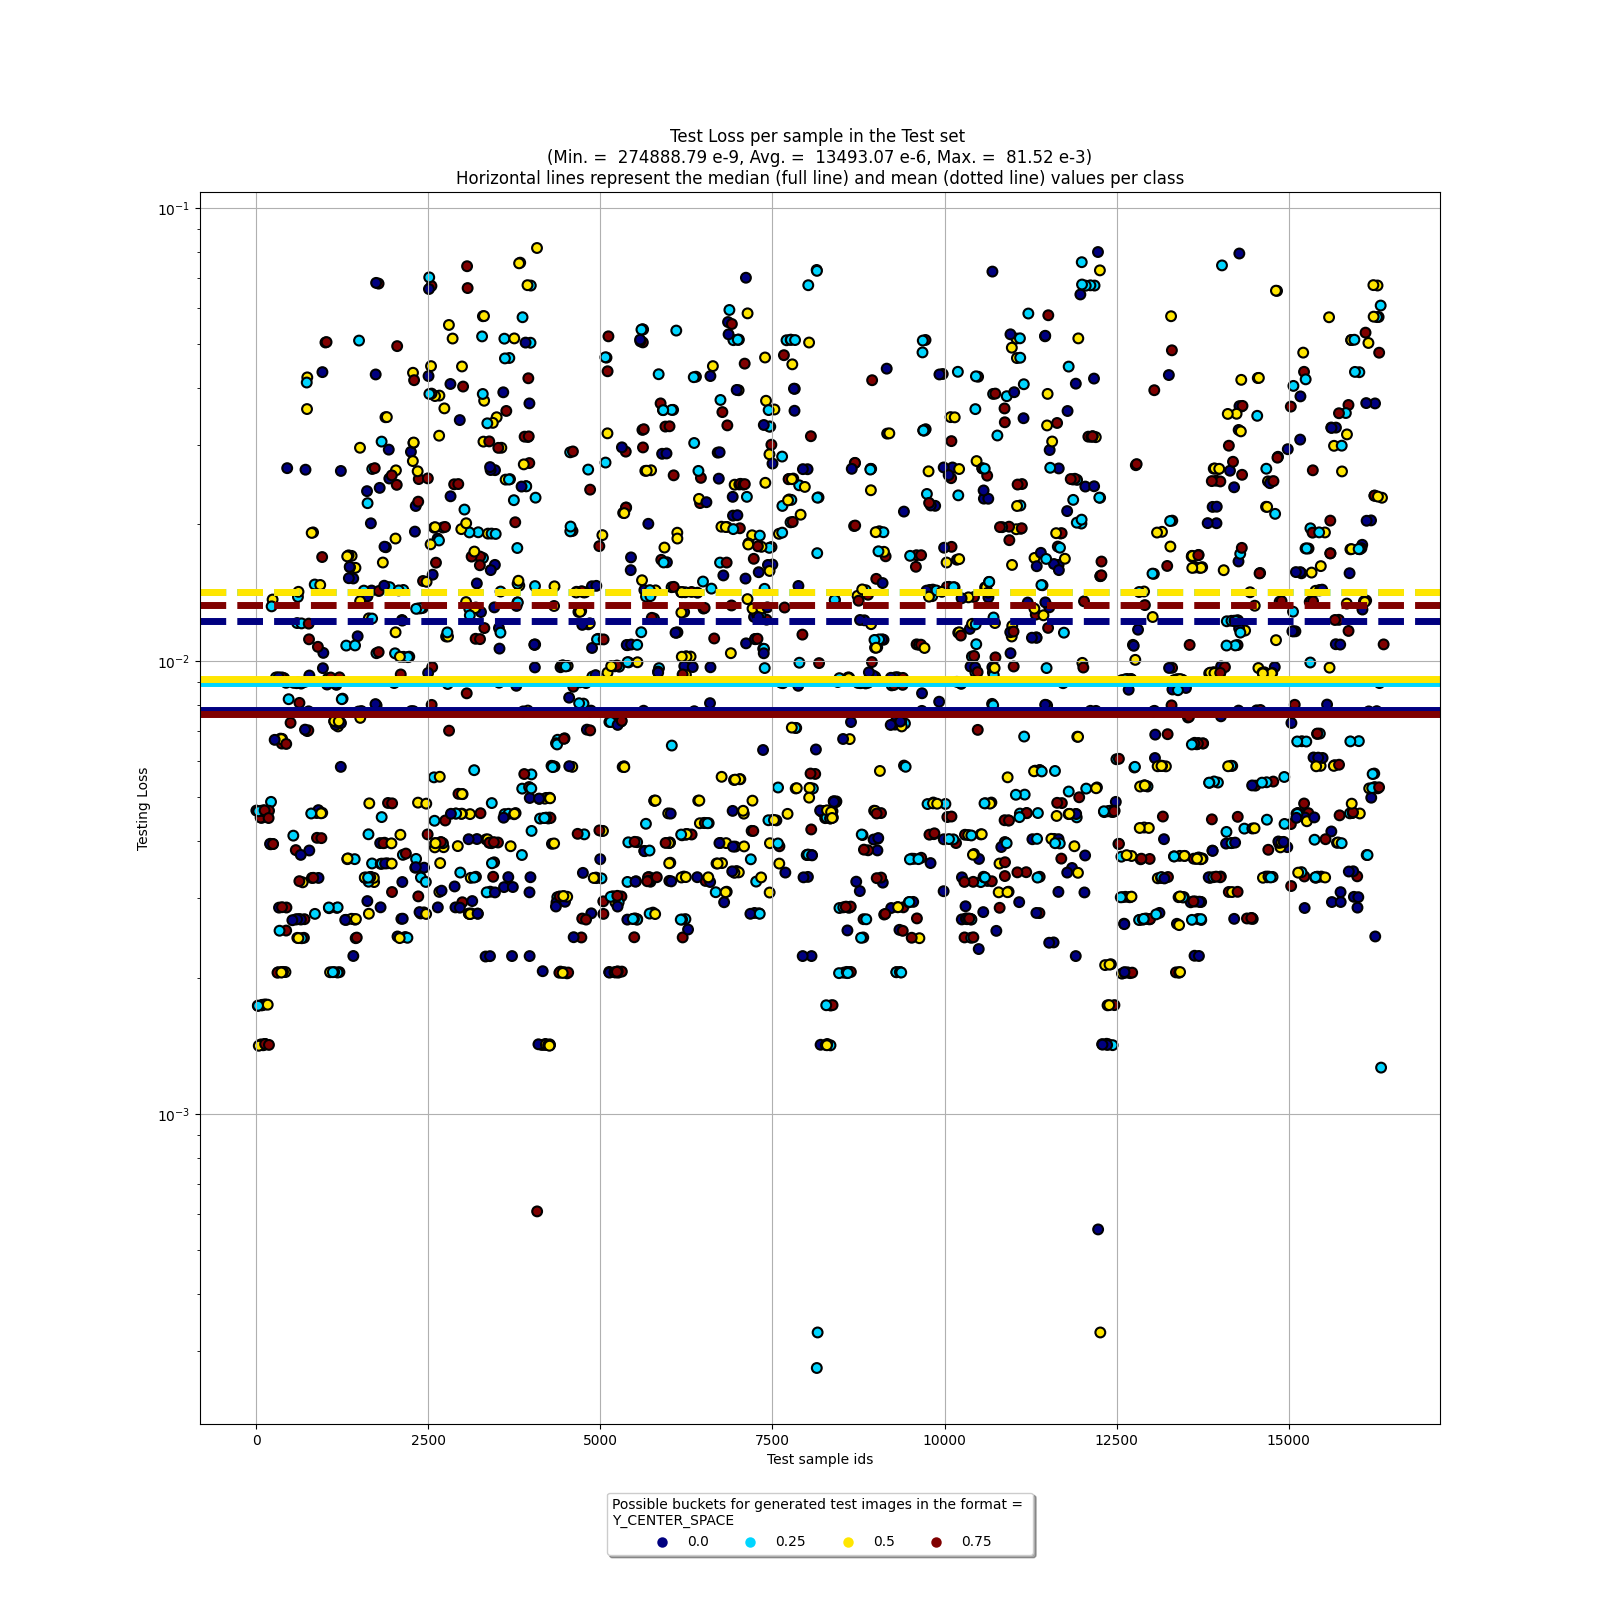 Test Loss per sample in the Test set
(Min. =  274888.79 e-9, Avg. =  13493.07 e-6, Max. =  81.52 e-3)
Horizontal lines represent the median (full line) and mean (dotted line) values per class
10⁻¹
10⁻²
10⁻³
Testing Loss
0 2500 5000 7500 10000 12500 15000
Test sample ids
Possible buckets for generated test images in the format =
Y_CENTER_SPACE
0.0 0.25 0.5 0.75